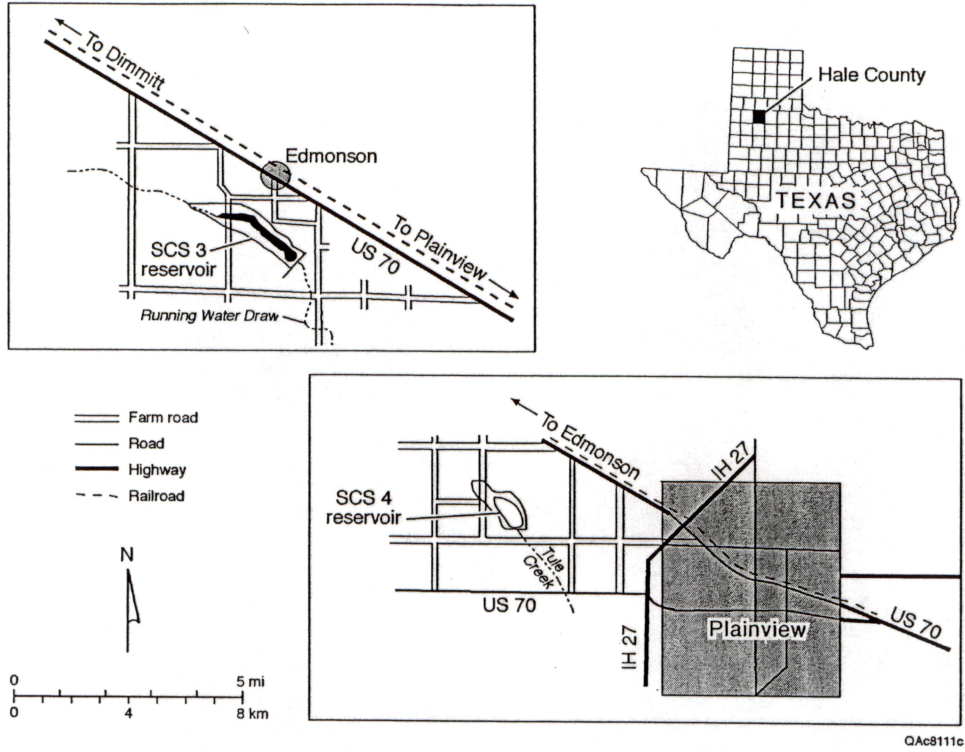 To Dimmitt
Edmonson
To Plainview
US 70
SCS 3
reservoir
Running Water Draw
Hale County
TEXAS
Farm road
Road
Highway
Railroad
N
0 5 mi
0 4 8 km
To Edmonson
IH 27
SCS 4
reservoir
Tule
Creek
US 70
IH 27
Plainview
US 70
QAc8111c